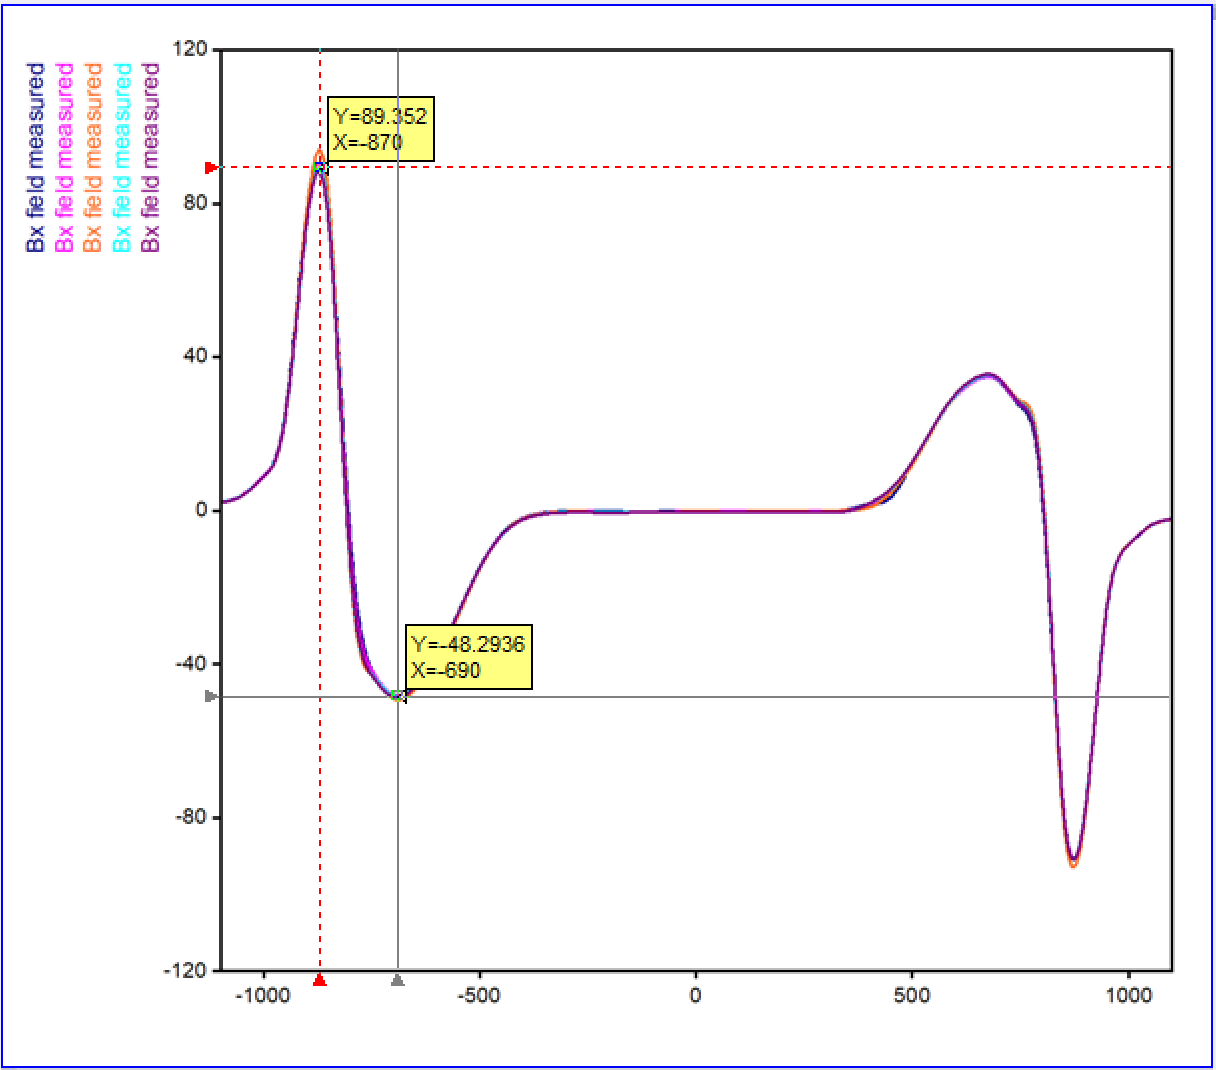 Bx field measured
Bx field measured
Bx field measured
Bx field measured
Bx field measured
120
80
40
0
-40
-80
-120
Y=89.352
X=-870
Y=-48.2936
X=-690
-1000
-500
0
500
1000